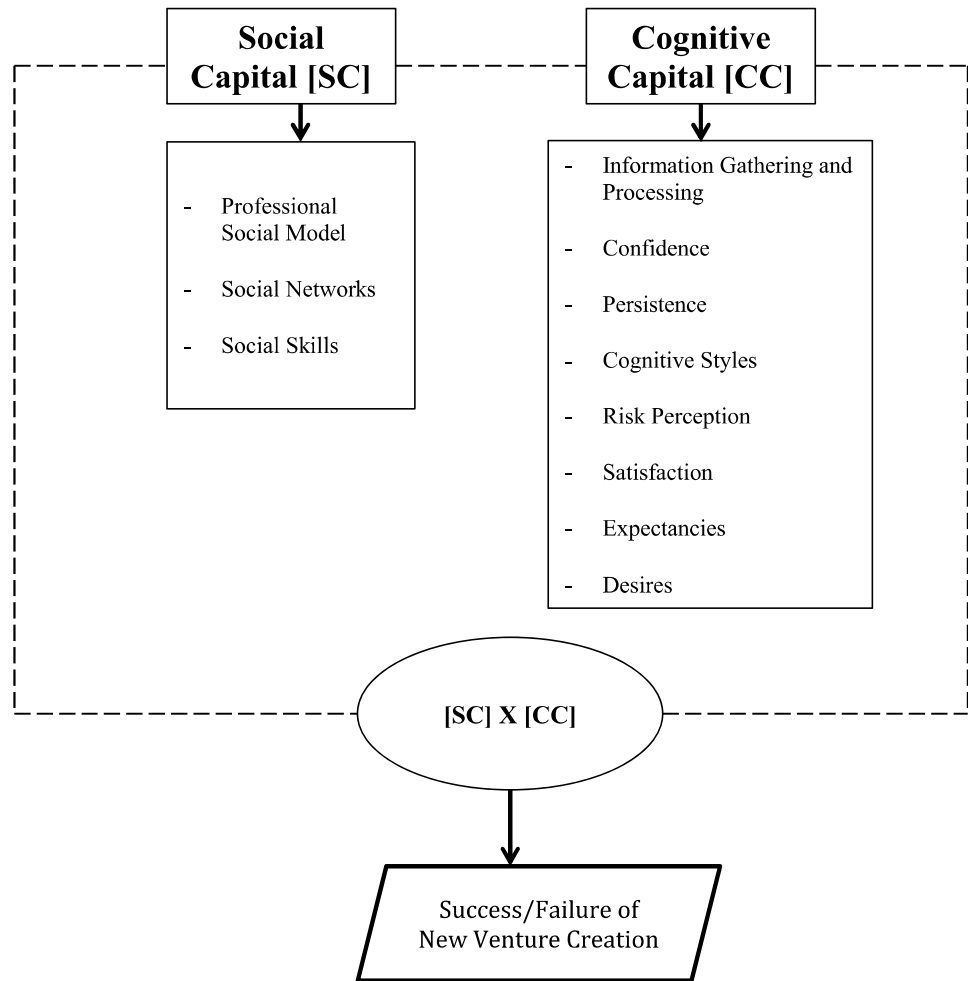 Social
Capital [SC]
Cognitive
Capital [CC]
- Professional
Social Model
- Social Networks
- Social Skills
- Information Gathering and
Processing
- Confidence
- Persistence
- Cognitive Styles
- Risk Perception
- Satisfaction
- Expectancies
- Desires
[SC] X [CC]
Success/Failure of
New Venture Creation